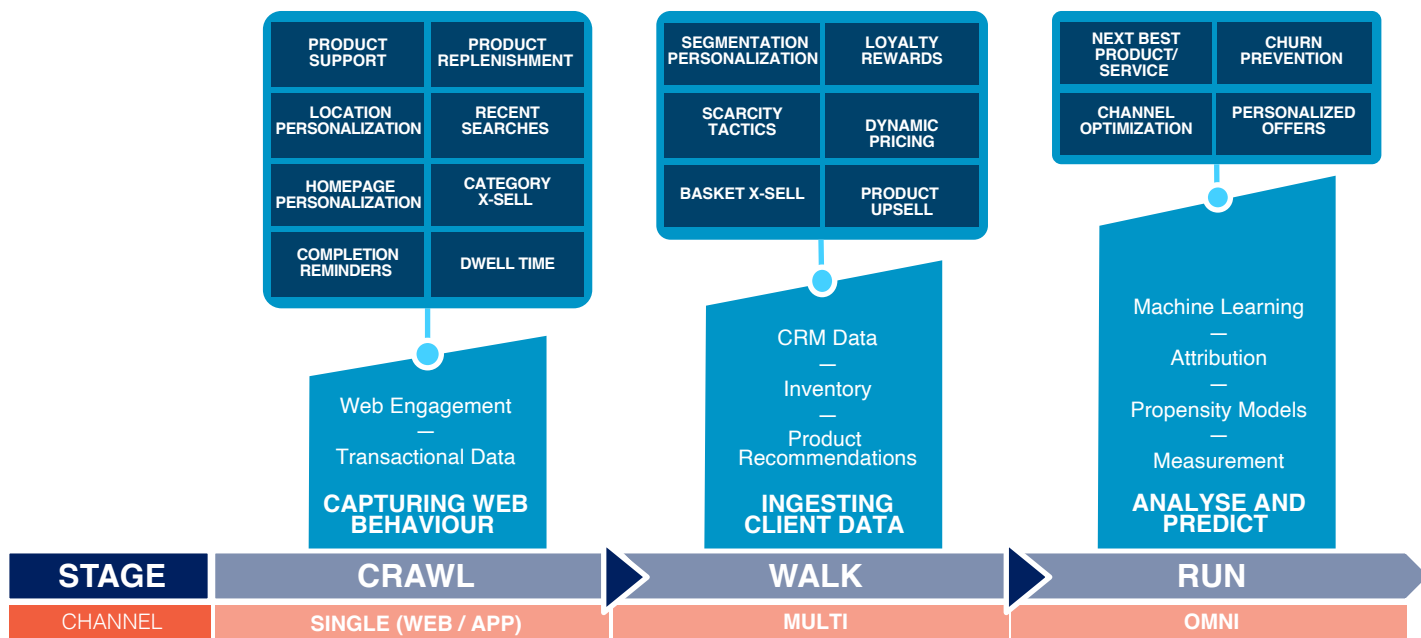 PRODUCT
SUPPORT
PRODUCT
REPLENISHMENT
LOCATION
PERSONALIZATION
RECENT
SEARCHES
HOMEPAGE
PERSONALIZATION
CATEGORY
X-SELL
COMPLETION
REMINDERS
DWELL TIME
Web Engagement
—
Transactional Data
CAPTURING WEB
BEHAVIOUR
SEGMENTATION
PERSONALIZATION
LOYALTY
REWARDS
SCARCITY
TACTICS
DYNAMIC
PRICING
BASKET X-SELL
PRODUCT
UPSELL
CRM Data
—
Inventory
—
Product
Recommendations
INGESTING
CLIENT DATA
NEXT BEST
PRODUCT/
SERVICE
CHURN
PREVENTION
CHANNEL
OPTIMIZATION
PERSONALIZED
OFFERS
Machine Learning
—
Attribution
—
Propensity Models
—
Measurement
ANALYSE AND
PREDICT
STAGE
CRAWL
WALK
RUN
CHANNEL
SINGLE (WEB / APP)
MULTI
OMNI